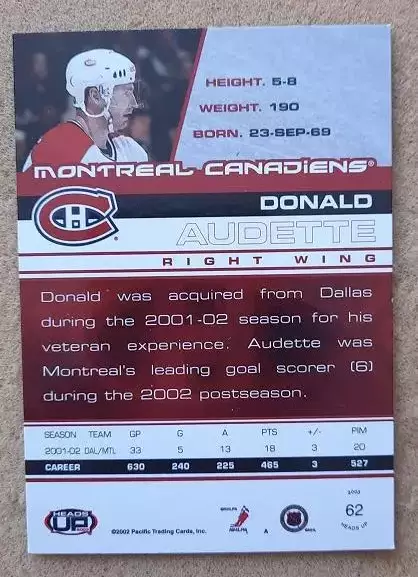 HEIGHT. 5-8
WEIGHT. 190
BORN. 23-SEP-69
MONTREAL CANADIENS®
DONALD
AUDETTE
RIGHT WING
Donald was acquired from Dallas
during the 2001-02 season for his
veteran experience. Audette was
Montreal's leading goal scorer (6)
during the 2002 postseason.
SEASON TEAM GP G A PTS +/- PIM
2001-02 DAL/MTL 33 5 13 18 3 20
CAREER 630 240 225 465 3 527
HEADS
UP
©2002 Pacific Trading Cards, Inc.
NHLPA
A
62
HEADS UP